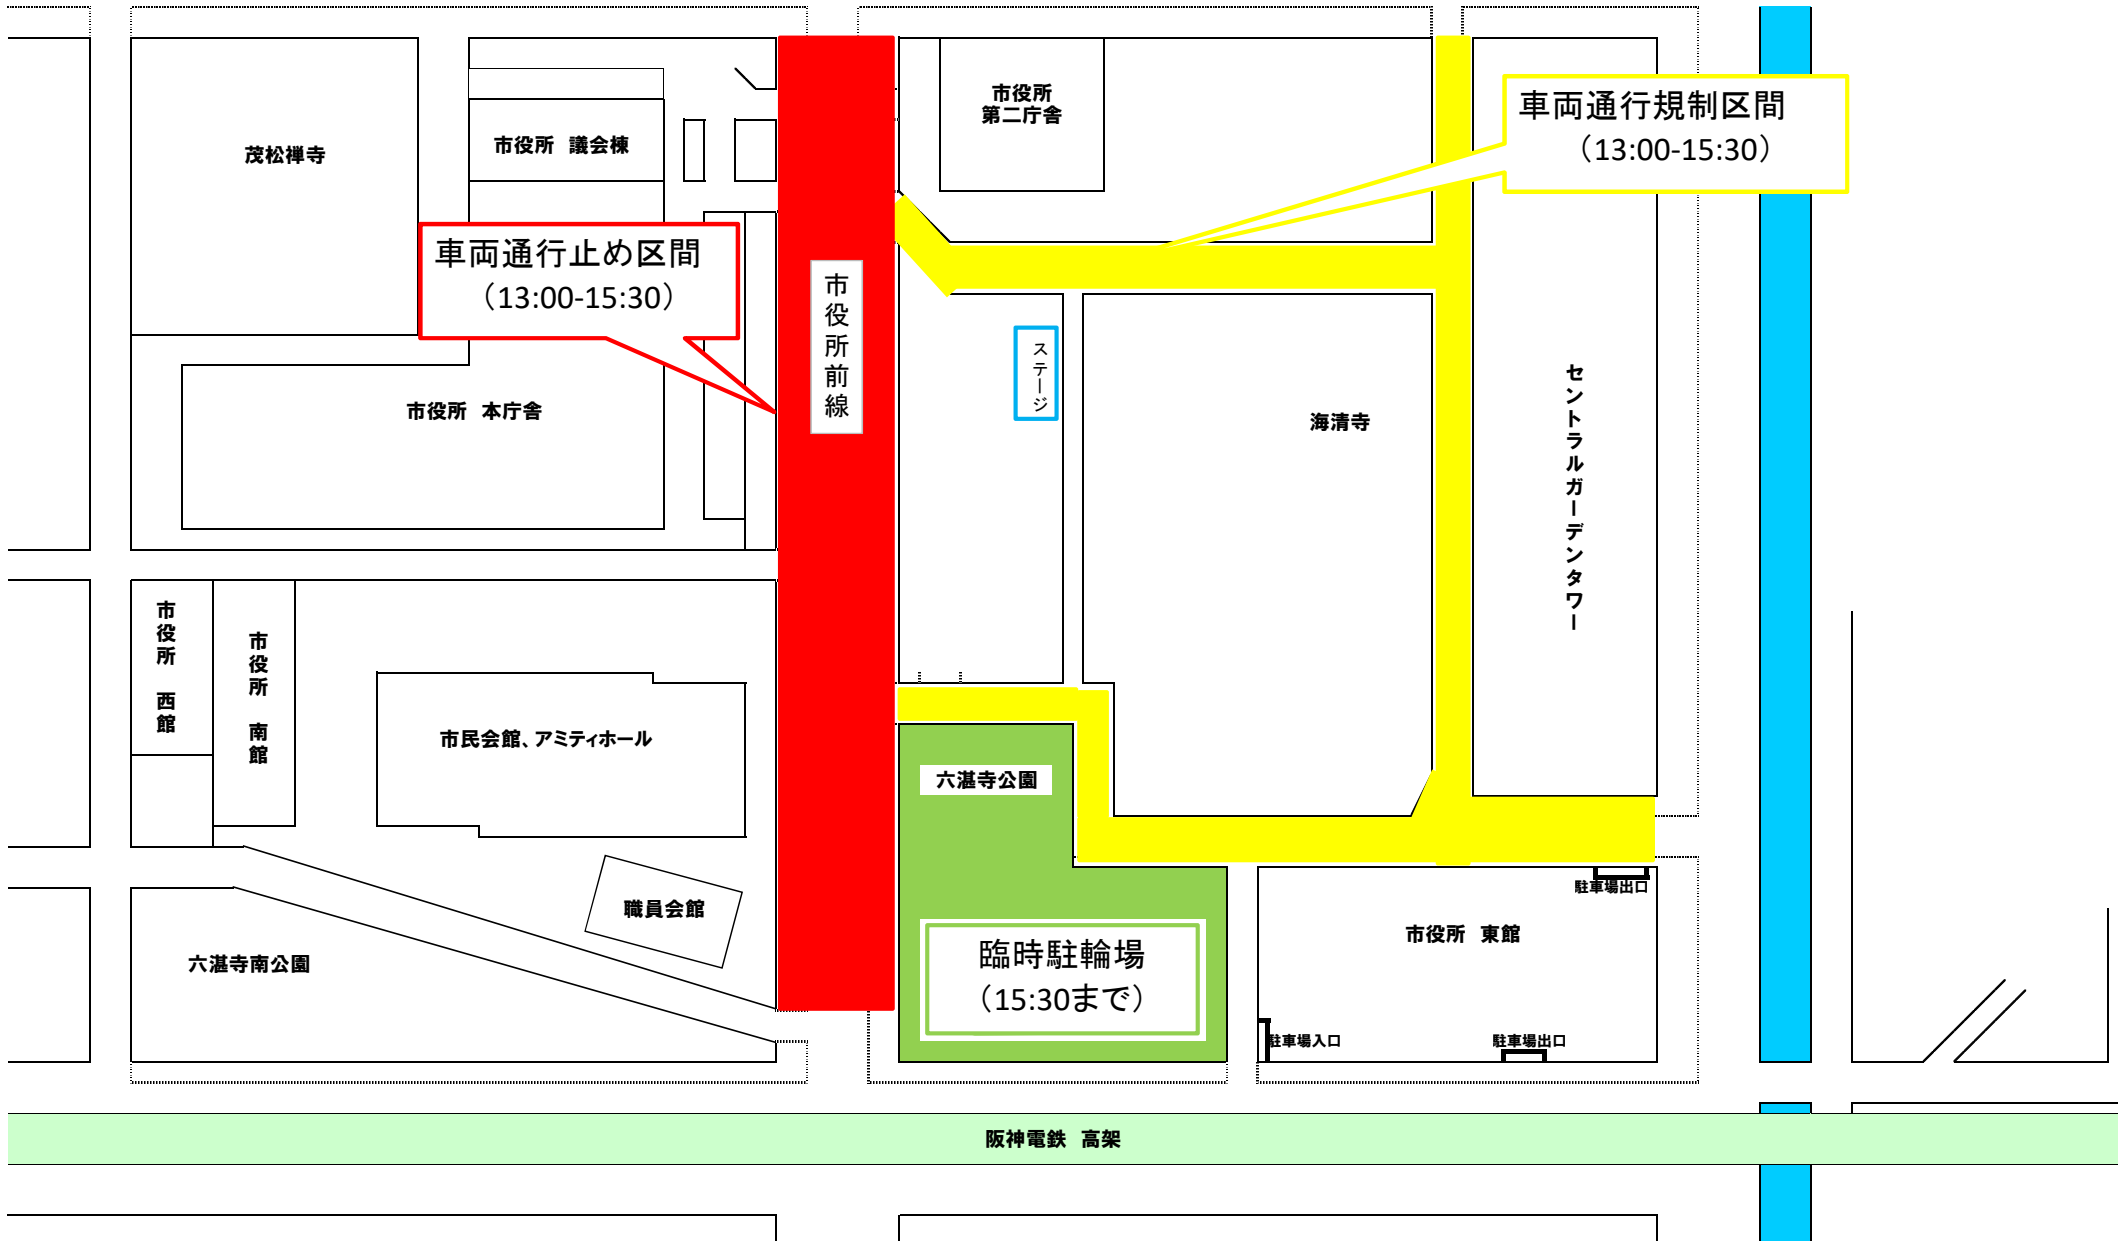 市役所
第二庁舎
車両通行規制区間
（13:00-15:30）
茂松禅寺
市役所 議会棟
車両通行止め区間
（13:00-15:30）
市役所前線
ステージ
市役所 本庁舎
海清寺
セントラルガーデンタワー
市役所 西館
市役所 南館
市民会館、アミティホール
六湛寺公園
職員会館
駐車場出口
市役所 東館
六湛寺南公園
臨時駐輪場
（15:30まで）
駐車場入口
駐車場出口
阪神電鉄 高架